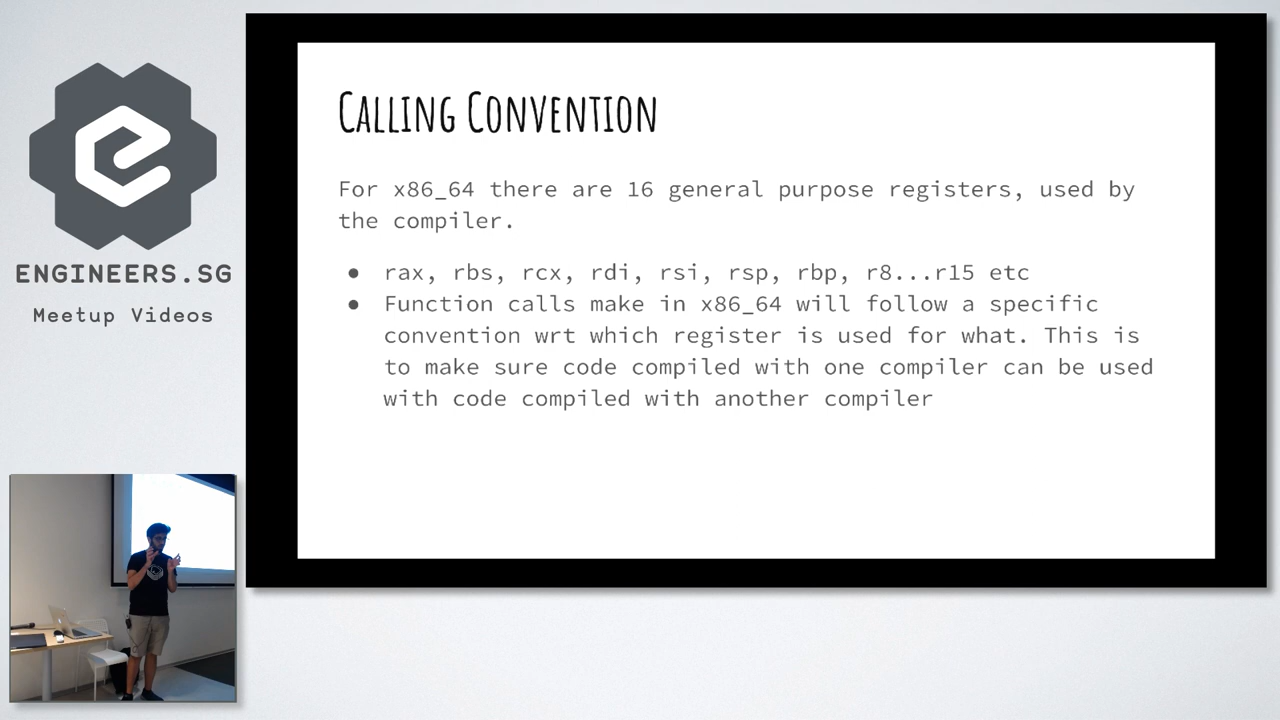 ENGINEERS.SG
Meetup Videos
CALLING CONVENTION
For x86_64 there are 16 general purpose registers, used by
the compiler.
● rax, rbs, rcx, rdi, rsi, rsp, rbp, r8...r15 etc
● Function calls make in x86_64 will follow a specific
convention wrt which register is used for what. This is
to make sure code compiled with one compiler can be used
with code compiled with another compiler